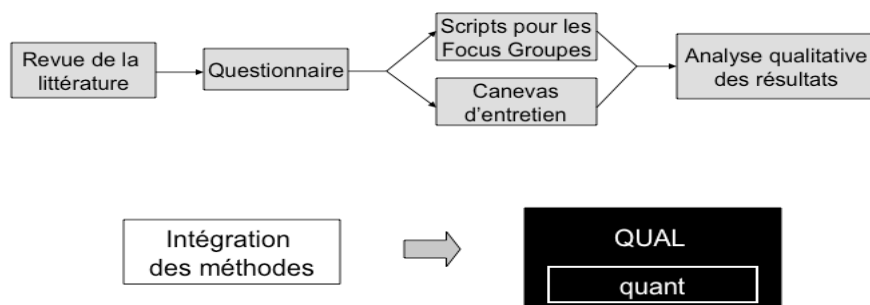 Revue de la
littérature
Questionnaire
Scripts pour les
Focus Groupes
Canevas
d'entretien
Analyse qualitative
des résultats
Intégration
des méthodes
QUAL
quant